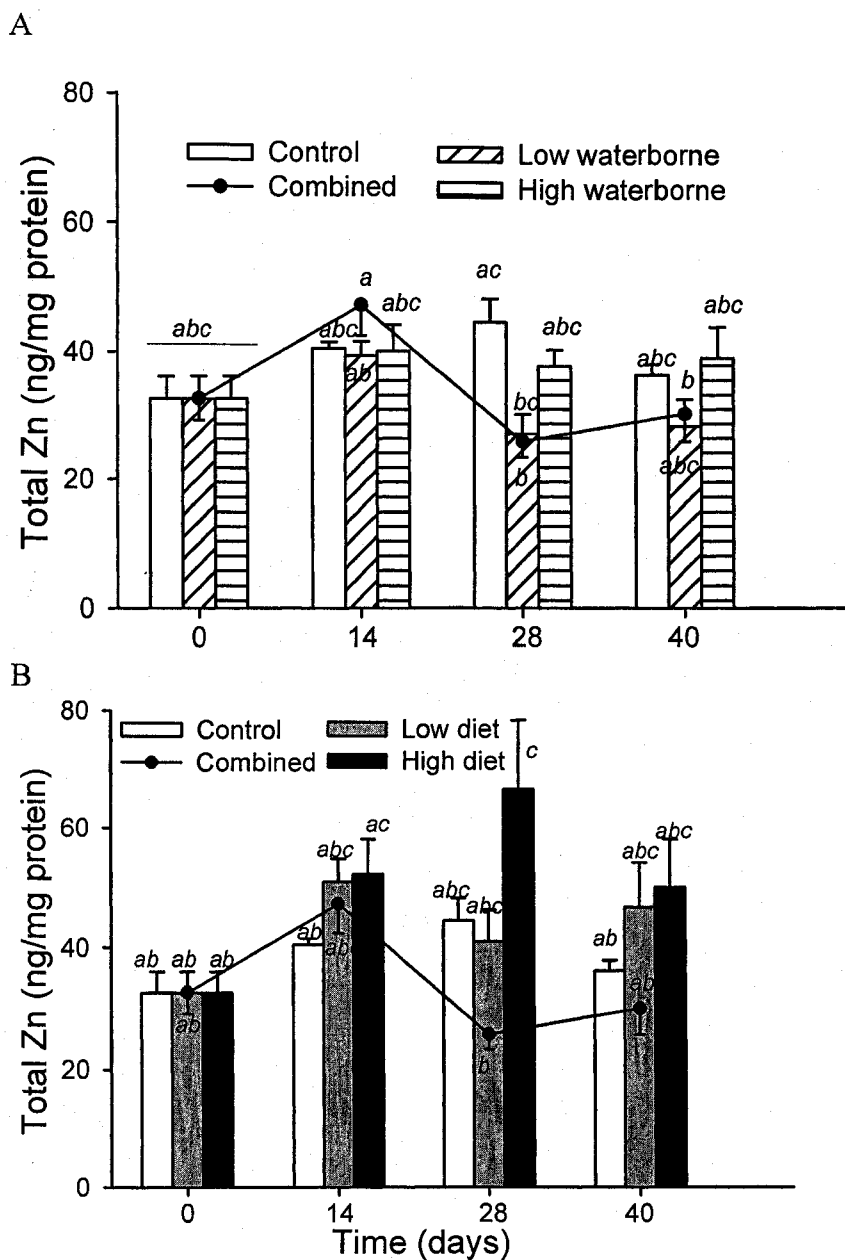 A
80
60
40
20
0
Total Zn (ng/mg protein)
Control
Low waterborne
Combined
High waterborne
abc
a
abc
abc
ab
ac
abc
bc
b
abc
abc
b
abc
0
14
28
40
B
80
60
40
20
0
Total Zn (ng/mg protein)
Control
Low diet
Combined
High diet
ab
ab
ab
ab
ac
abc
ab
ab
c
abc
abc
b
abc
abc
ab
ab
0
14
28
40
Time (days)